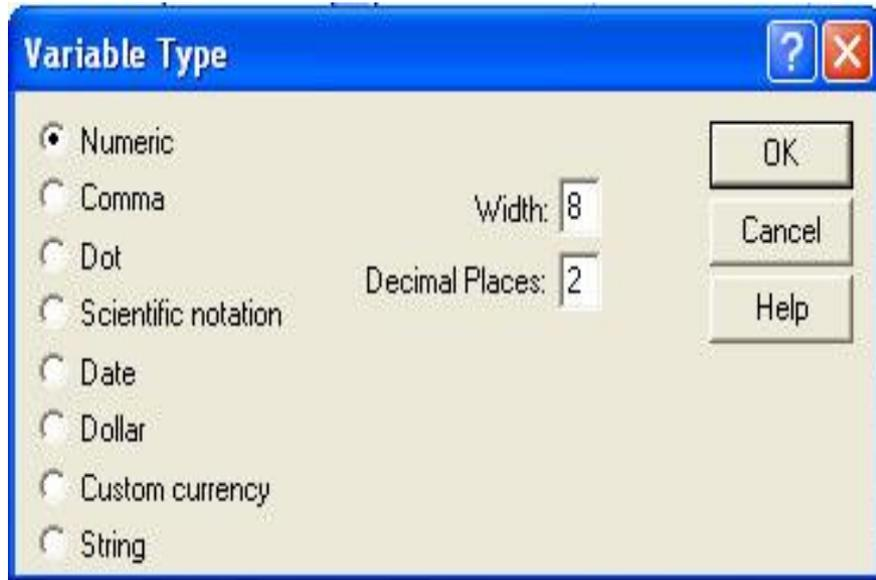 Variable Type
?
Numeric
Comma
Dot
Scientific notation
Date
Dollar
Custom currency
String
Width: 8
Decimal Places: 2
OK
Cancel
Help